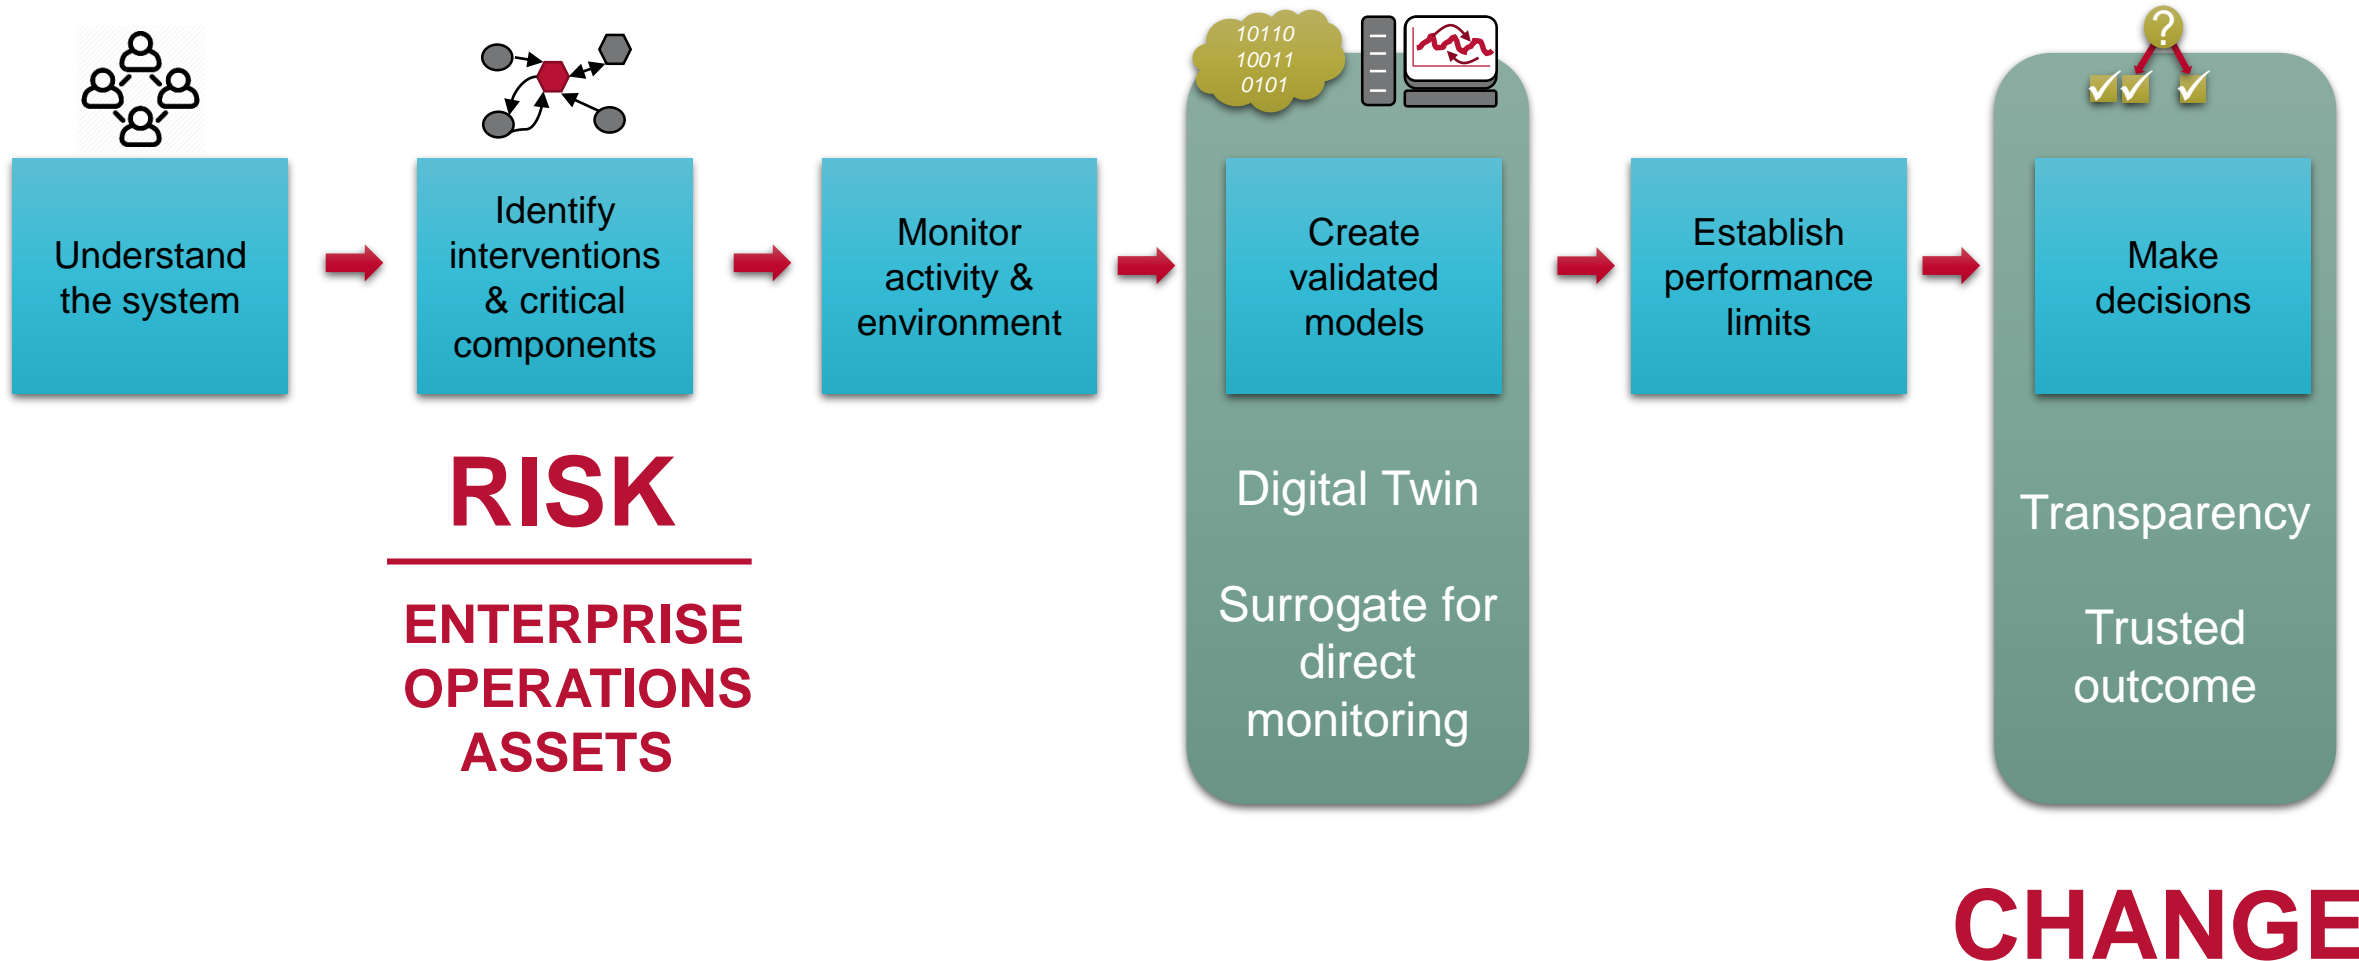 10110
10011
0101
?
Understand
the system
Identify
interventions
& critical
components
Monitor
activity &
environment
Create
validated
models
Establish
performance
limits
Make
decisions
RISK
ENTERPRISE
OPERATIONS
ASSETS
Digital Twin
Surrogate for
direct
monitoring
Transparency
Trusted
outcome
CHANGE